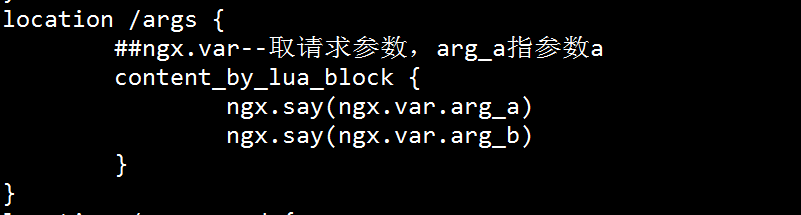 location /args {
##ngx.var--取请求参数，arg_a指参数a
content_by_lua_block {
ngx.say(ngx.var.arg_a)
ngx.say(ngx.var.arg_b)
}
}